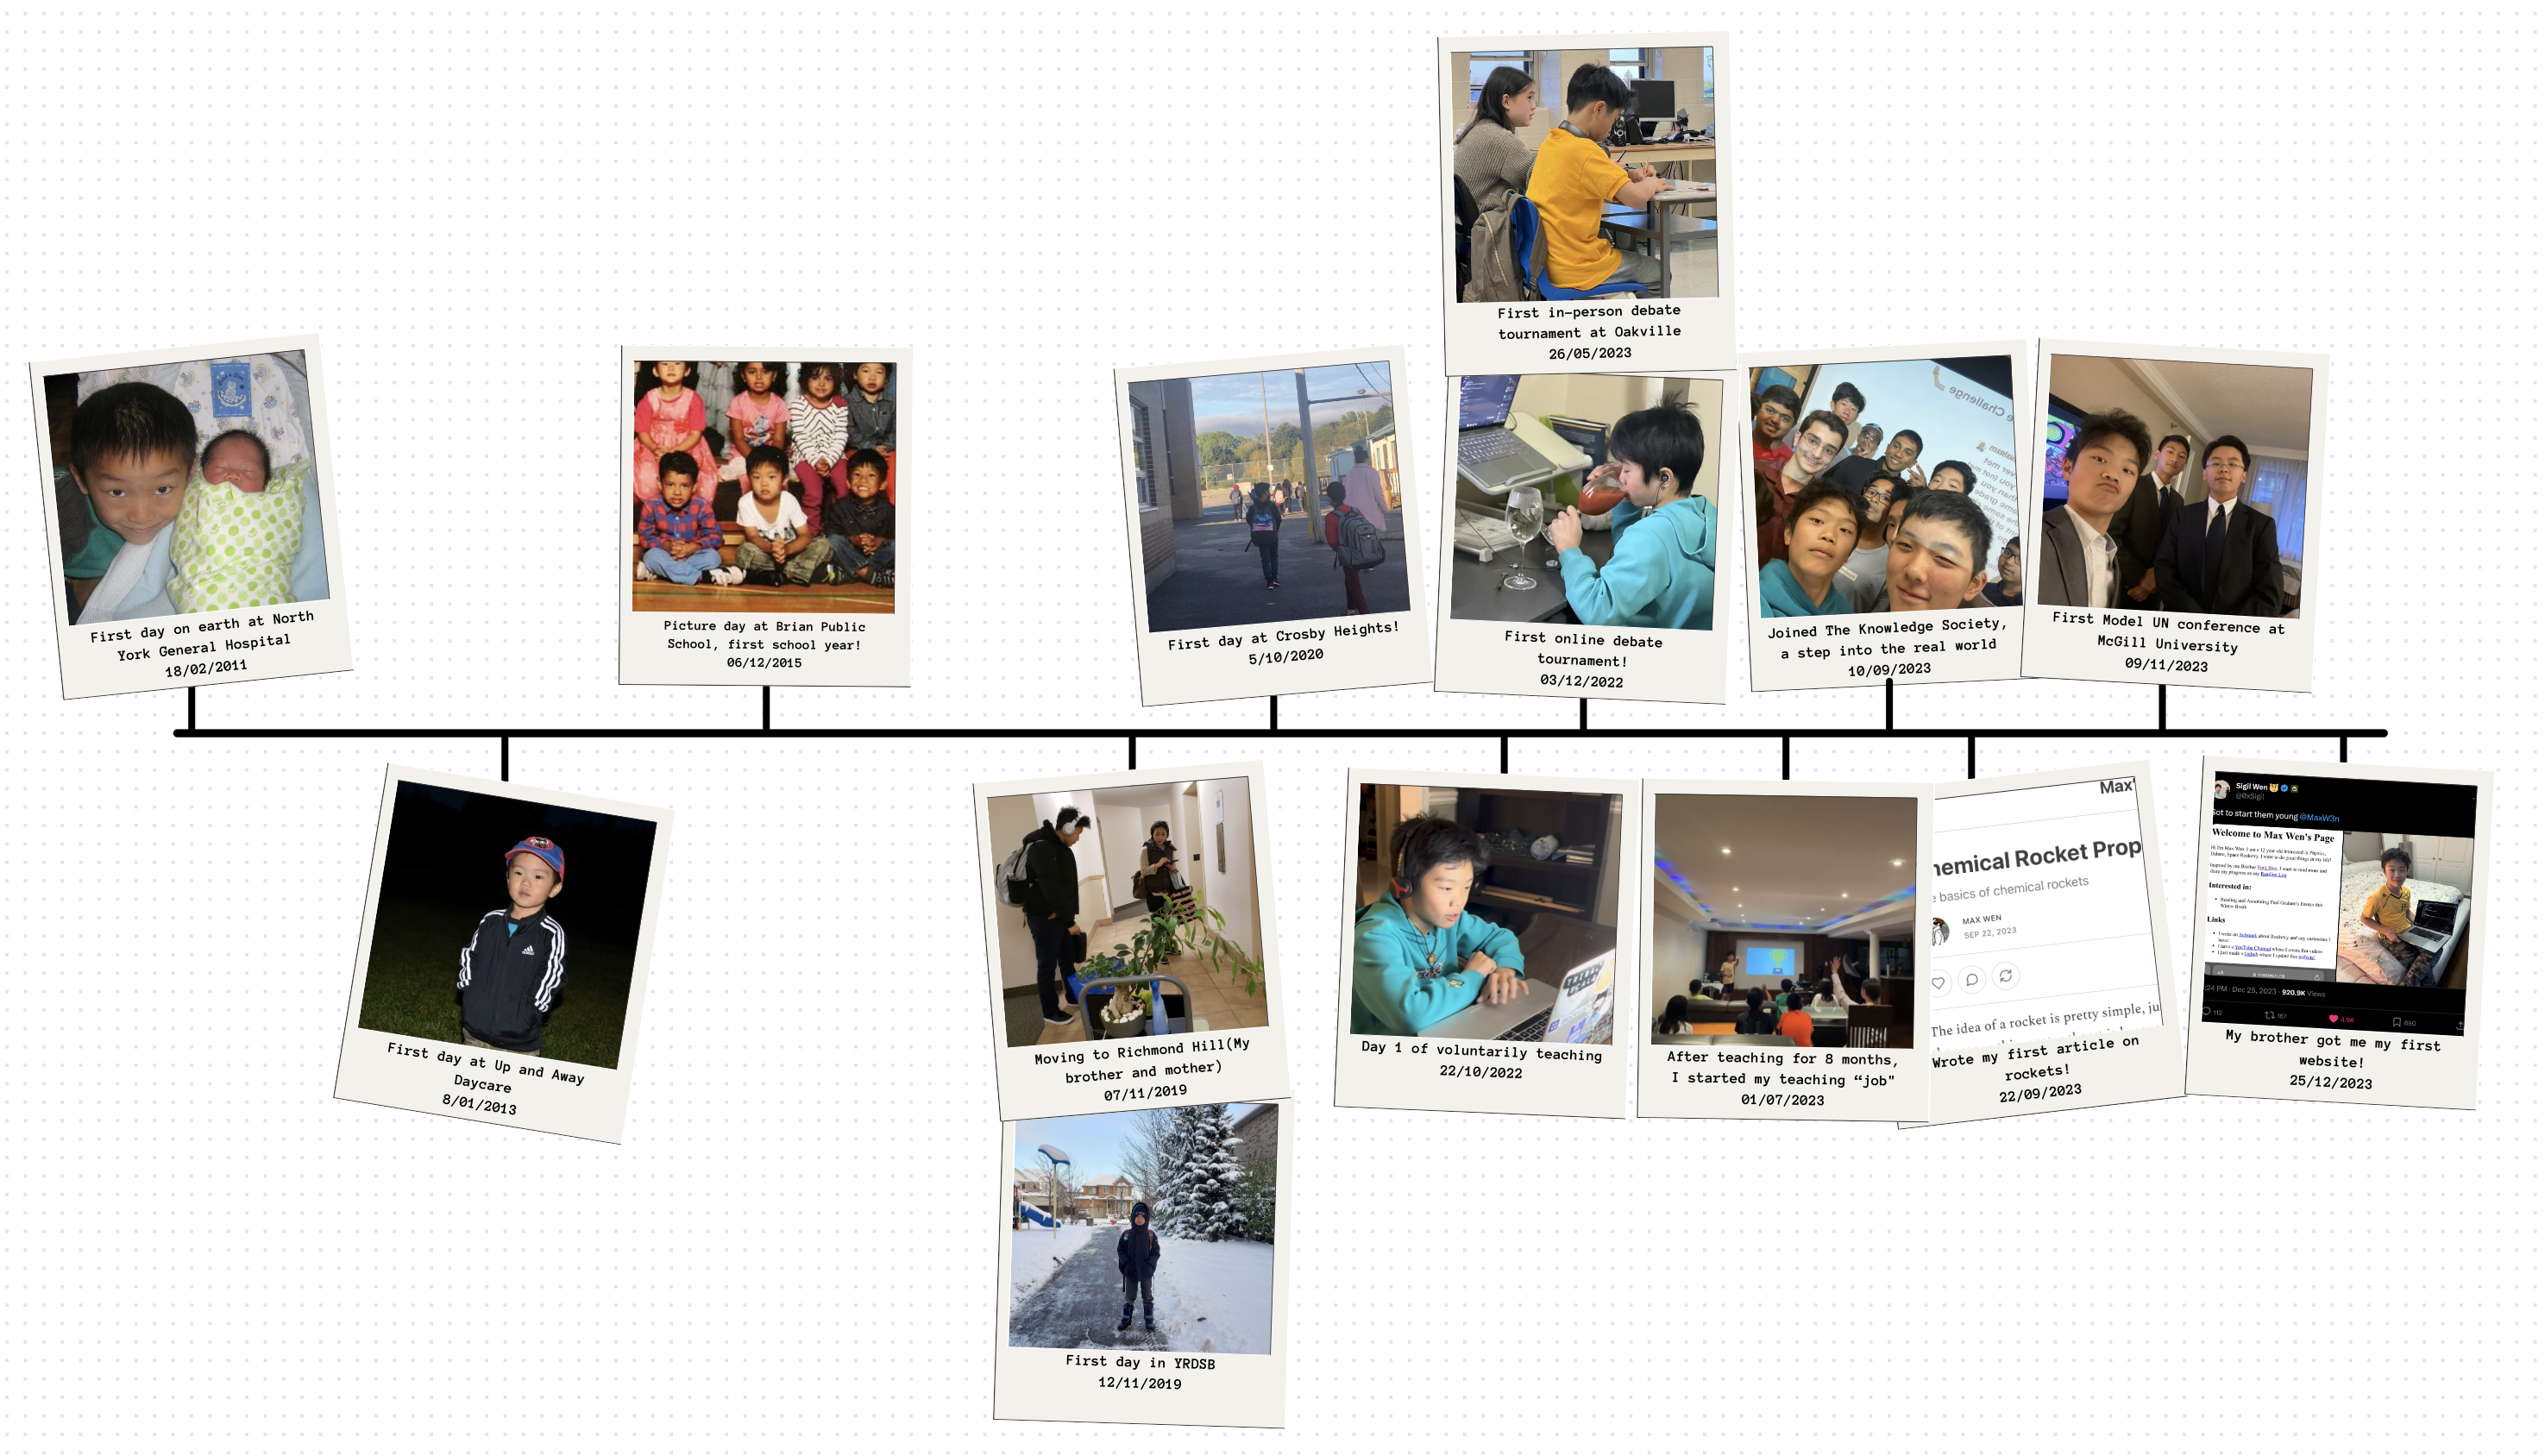 First in-person debate
tournament at Oakville
26/05/2023
First day on earth at North
York General Hospital
18/02/2011
Picture day at Brian Public
School, first school year!
06/12/2015
First day at Crosby Heights!
5/10/2020
First online debate
tournament!
03/12/2022
e Challenge
Joined The Knowledge Society,
a step into the real world
10/09/2023
First Model UN conference at
McGill University
09/11/2023
First day at Up and Away
Daycare
8/01/2013
Moving to Richmond Hill(My
brother and mother)
07/11/2019
First day in YRDSB
12/11/2019
Day 1 of voluntarily teaching
22/10/2022
After teaching for 8 months,
I started my teaching “job"
01/07/2023
Max'
hemical Rocket Prop
e basics of chemical rockets
MAX WEN
SEP 22, 2023
The idea of a rocket is pretty simple, ju
Wrote my first article on
rockets!
22/09/2023
Sigil Wen
@0xSigil
Got to start them young @MaxW3n
Welcome to Max Wen's Page
Interested in:
Links
:24 PM · Dec 25, 2023 · 920.9K Views
112 167 4.9K 690
My brother got me my first
website!
25/12/2023